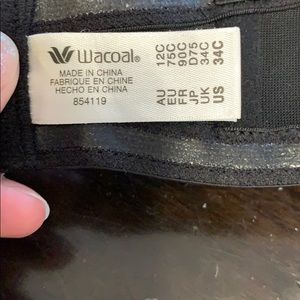 Wacoal®
MADE IN CHINA
FABRIQUE EN CHINE
HECHO EN CHINA
854119
AU 12C
EU 75C
FR 90C
JP D75
UK 34C
US 34C